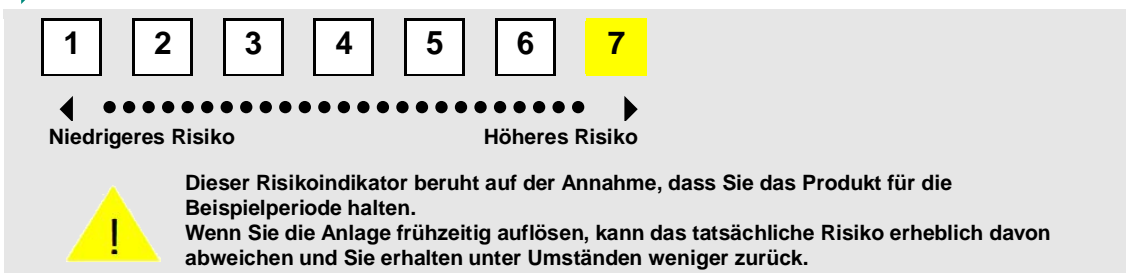 1 2 3 4 5 6 7
Niedrigeres Risiko Höheres Risiko
Dieser Risikoindikator beruht auf der Annahme, dass Sie das Produkt für die
Beispielperiode halten.
Wenn Sie die Anlage frühzeitig auflösen, kann das tatsächliche Risiko erheblich davon
abweichen und Sie erhalten unter Umständen weniger zurück.
!